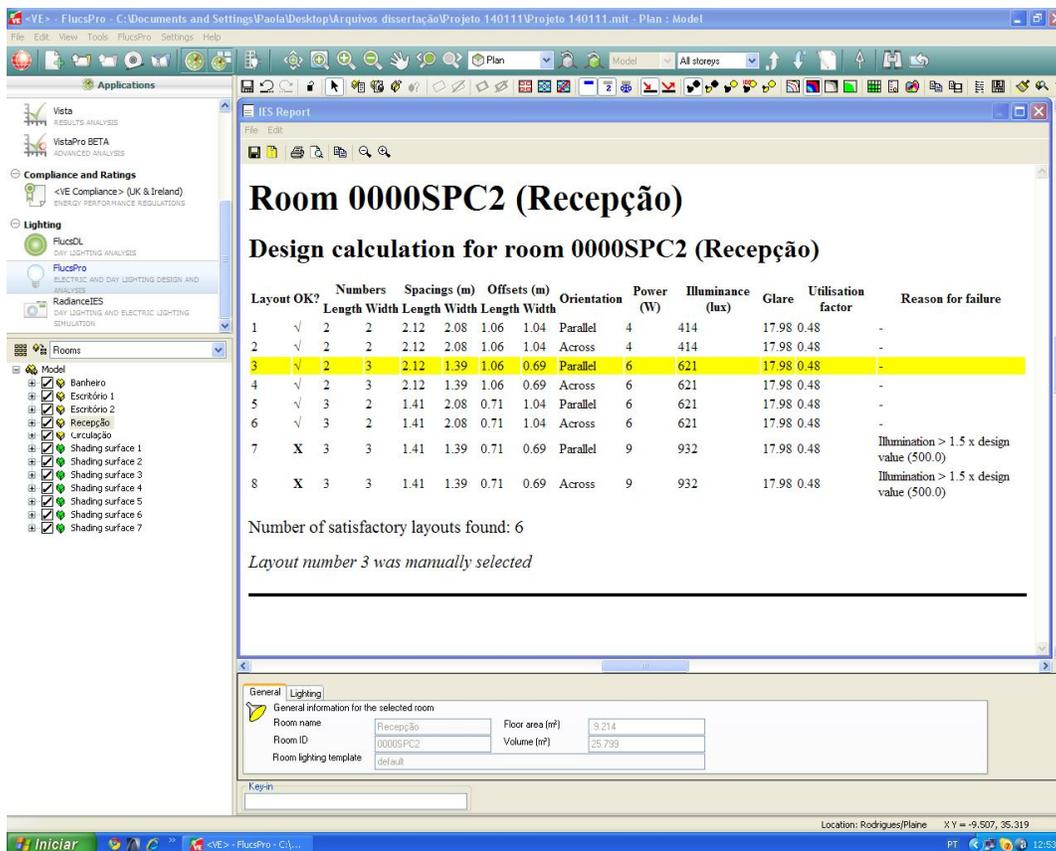 <VE> - FlucsPro - C:\Documents and Settings\Paola\Desktop\Arquivos dissertação\Projeto 140111\Projeto 140111.mit - Plan : Model
File Edit View Tools FlucsPro Settings Help
Plan Model All storeys
Applications
Vista
RESULTS ANALYSIS
VistaPro BETA
ADVANCED ANALYSIS
Compliance and Ratings
<VE Compliance> (UK & Ireland)
ENERGY PERFORMANCE REGULATIONS
Lighting
FlucsDL
DAY LIGHTING ANALYSIS
FlucsPro
ELECTRIC AND DAY LIGHTING DESIGN AND
ANALYSIS
RadianceIES
DAY LIGHTING AND ELECTRIC LIGHTING
SIMULATION
Rooms
Model
Banheiro
Escritório 1
Escritório 2
Recepção
Circulação
Shading surface 1
Shading surface 2
Shading surface 3
Shading surface 4
Shading surface 5
Shading surface 6
Shading surface 7
IES Report
File Edit
Room 0000SPC2 (Recepção)
Design calculation for room 0000SPC2 (Recepção)
Layout OK? Numbers Spacings (m) Offsets (m) Orientation Power (W) Illuminance (lux) Glare Utilisation factor Reason for failure
Length Width Length Width Length Width
1 √ 2 2 2.12 2.08 1.06 1.04 Parallel 4 414 17.98 0.48 -
2 √ 2 2 2.12 2.08 1.06 1.04 Across 4 414 17.98 0.48 -
3 √ 2 3 2.12 1.39 1.06 0.69 Parallel 6 621 17.98 0.48 -
4 √ 2 3 2.12 1.39 1.06 0.69 Across 6 621 17.98 0.48 -
5 √ 3 2 1.41 2.08 0.71 1.04 Parallel 6 621 17.98 0.48 -
6 √ 3 2 1.41 2.08 0.71 1.04 Across 6 621 17.98 0.48 -
7 X 3 3 1.41 1.39 0.71 0.69 Parallel 9 932 17.98 0.48 Illumination > 1.5 x design
value (500.0)
8 X 3 3 1.41 1.39 0.71 0.69 Across 9 932 17.98 0.48 Illumination > 1.5 x design
value (500.0)
Number of satisfactory layouts found: 6
Layout number 3 was manually selected
General Lighting
General information for the selected room
Room name Recepção Floor area (m²) 9.214
Room ID 0000SPC2 Volume (m³) 25.799
Room lighting template default
Key-in
Location: Rodrigues/Plaine X Y = -9.507, 35.319
Iniciar <VE> - FlucsPro - C:\... PT 12:53